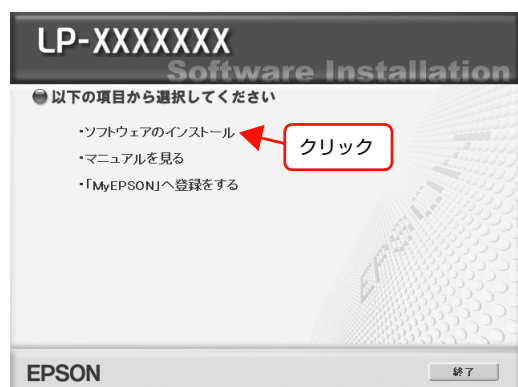 LP-XXXXXXX
Software Installation
以下の項目から選択してください
・ソフトウェアのインストール
クリック
・マニュアルを見る
・「MyEPSON」へ登録をする
EPSON
EPSON
終了